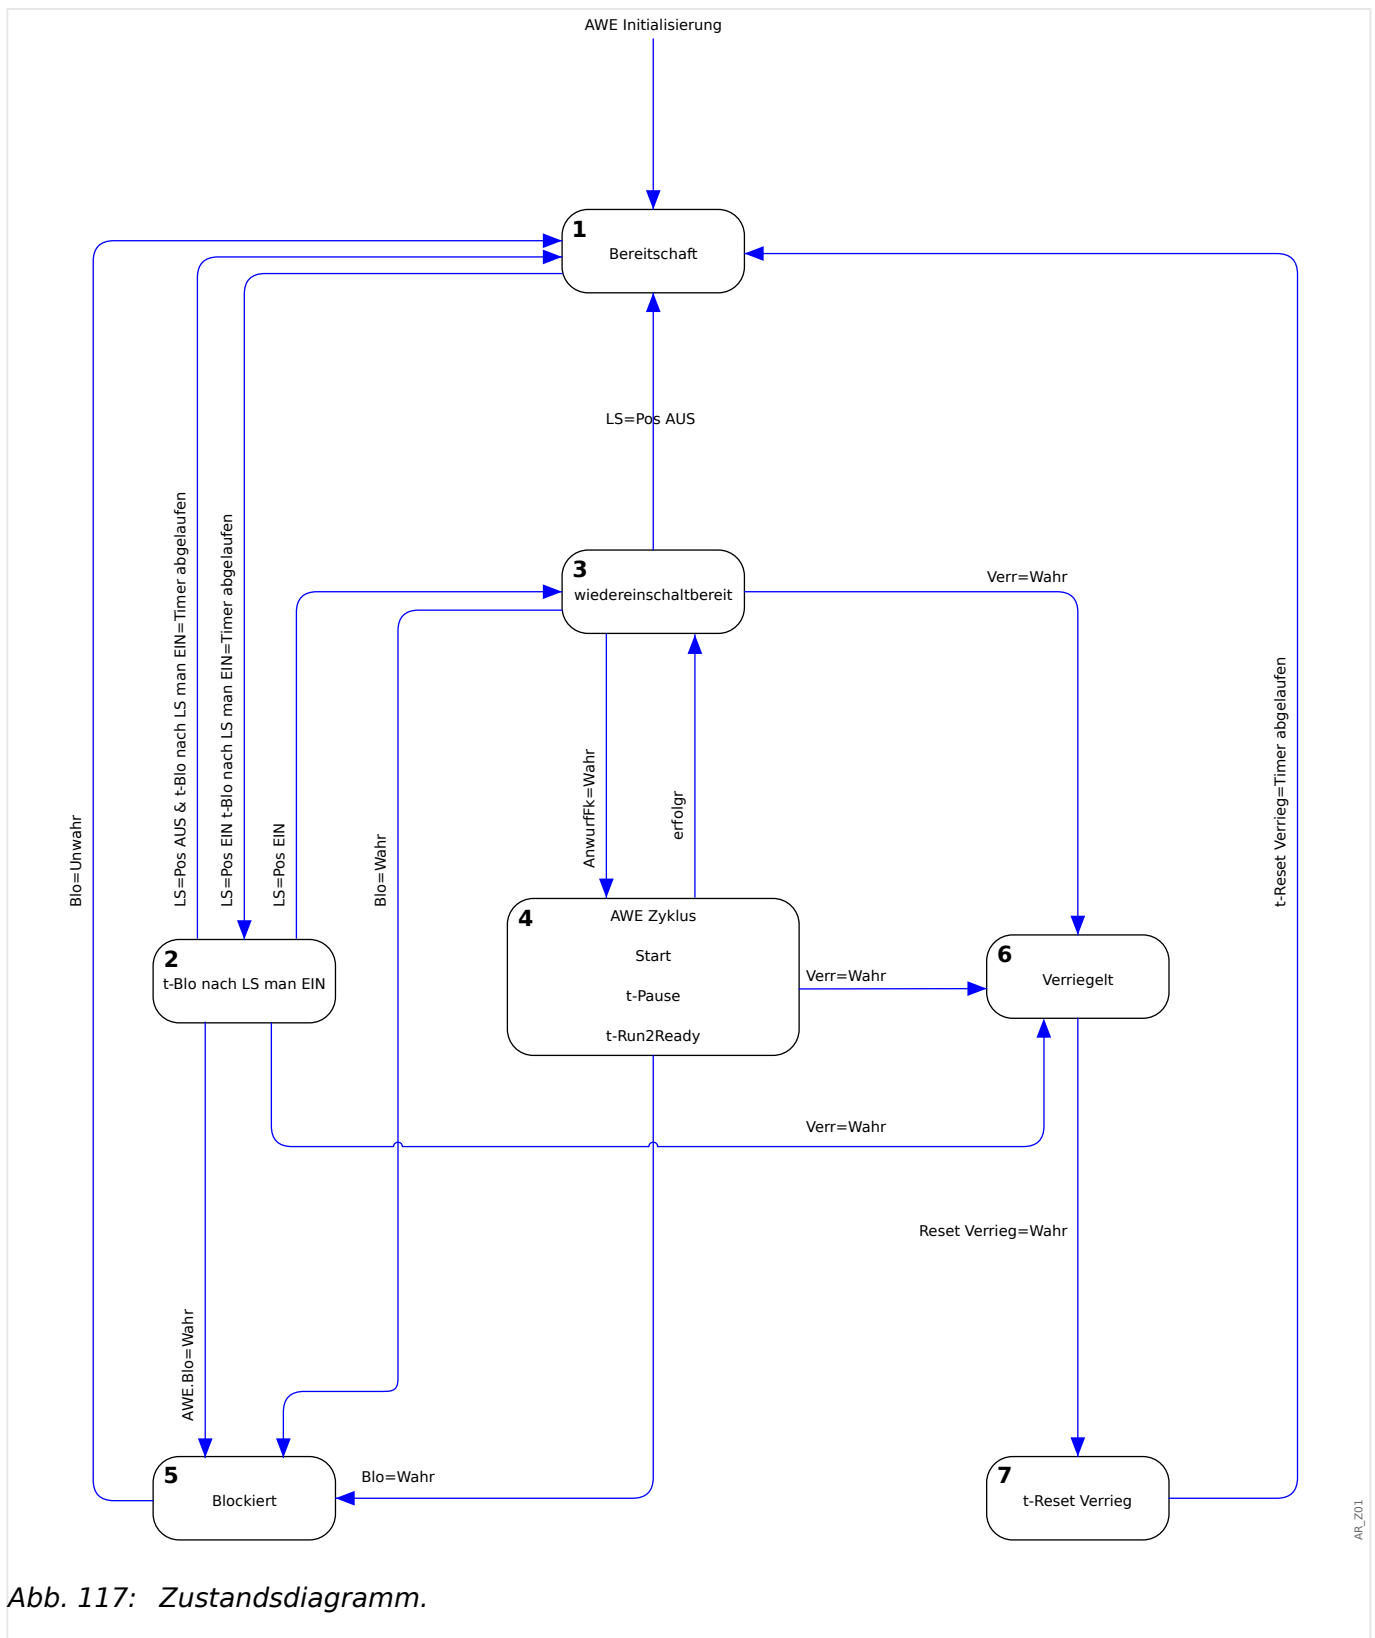 AWE Initialisierung
1
Bereitschaft
LS=Pos AUS
3
wiedereinschaltbereit
Verr=Wahr
LS=Pos AUS & t-Blo nach LS man EIN=Timer abgelaufen
LS=Pos EIN t-Blo nach LS man EIN=Timer abgelaufen
LS=Pos EIN
Blo=Unwahr
Blo=Wahr
AnwurfFk=Wahr
erfolgr
t-Reset Verrieg=Timer abgelaufen
2
t-Blo nach LS man EIN
4
AWE Zyklus
Start
t-Pause
t-Run2Ready
Verr=Wahr
6
Verriegelt
Verr=Wahr
Reset Verrieg=Wahr
AWE.Blo=Wahr
5
Blockiert
Blo=Wahr
7
t-Reset Verrieg
AR_Z01
Abb. 117: Zustandsdiagramm.